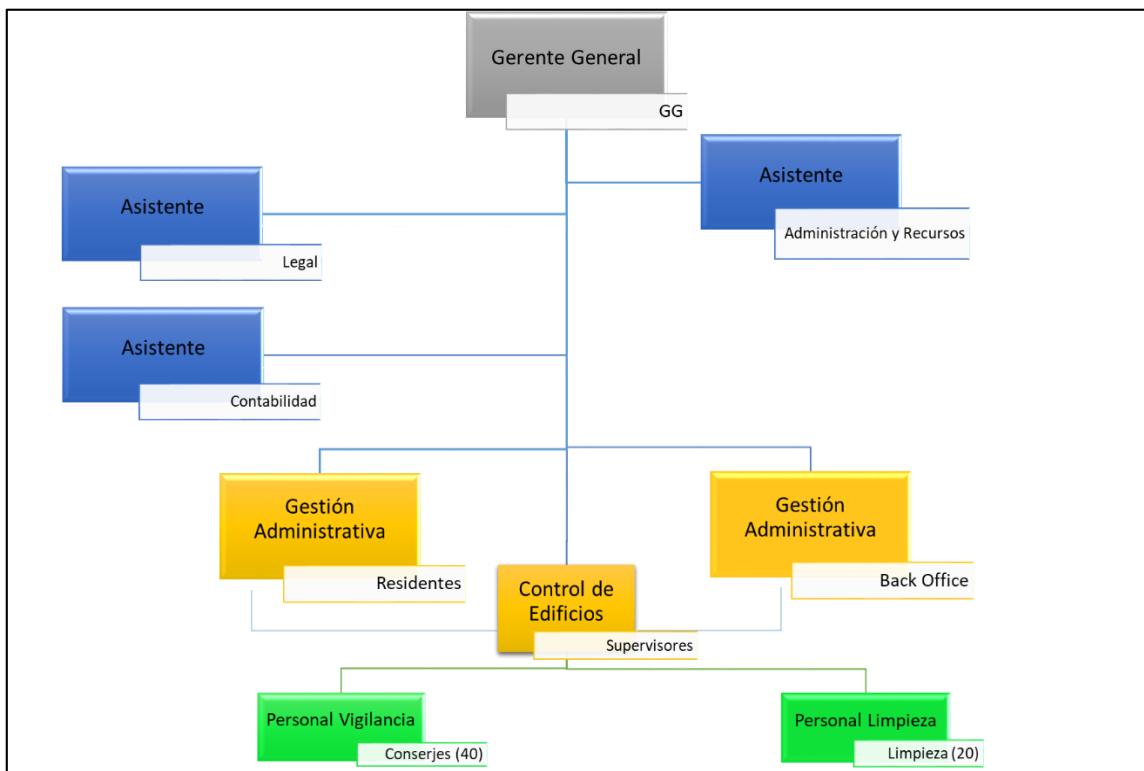 Gerente General
GG
Asistente
Administración y Recursos
Asistente
Legal
Asistente
Contabilidad
Gestión
Administrativa
Residentes
Gestión
Administrativa
Back Office
Control de
Edificios
Supervisores
Personal Vigilancia
Conserjes (40)
Personal Limpieza
Limpieza (20)